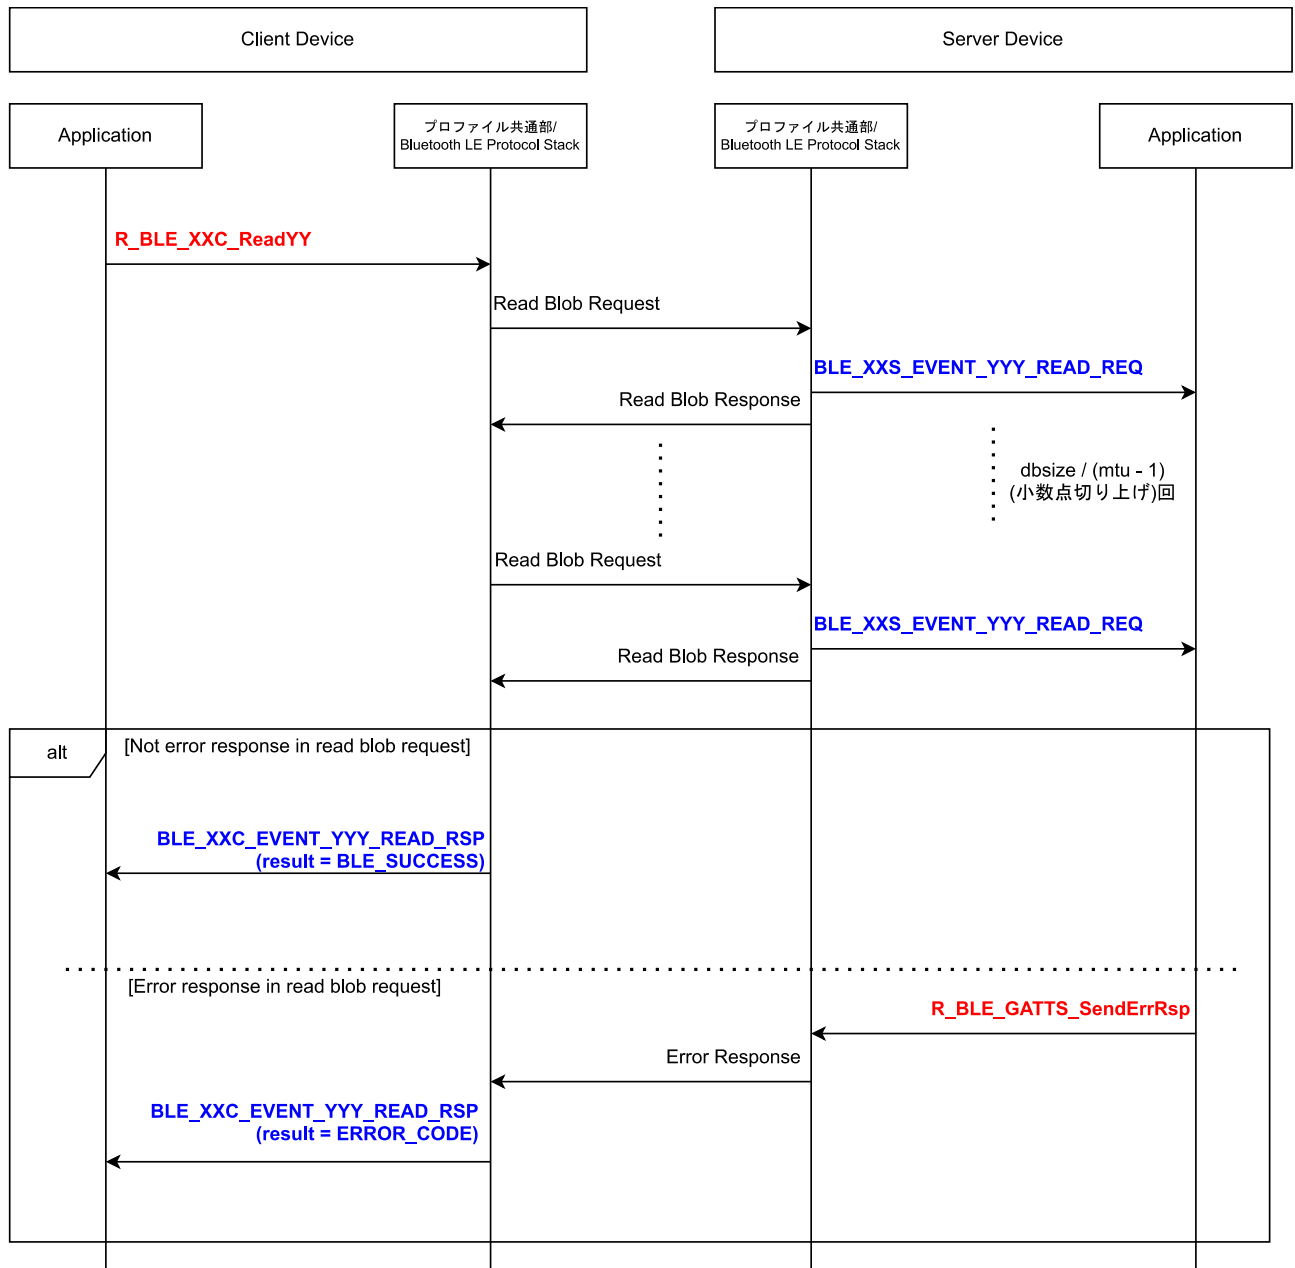 Client Device
Server Device
Application
プロファイル共通部/
Bluetooth LE Protocol Stack
プロファイル共通部/
Bluetooth LE Protocol Stack
Application
R_BLE_XXC_ReadYY
Read Blob Request
BLE_XXS_EVENT_YYY_READ_REQ
Read Blob Response
dbsize / (mtu - 1)
(小数点切り上げ)回
Read Blob Request
BLE_XXS_EVENT_YYY_READ_REQ
Read Blob Response
alt
[Not error response in read blob request]
BLE_XXC_EVENT_YYY_READ_RSP
(result = BLE_SUCCESS)
[Error response in read blob request]
R_BLE_GATTS_SendErrRsp
Error Response
BLE_XXC_EVENT_YYY_READ_RSP
(result = ERROR_CODE)